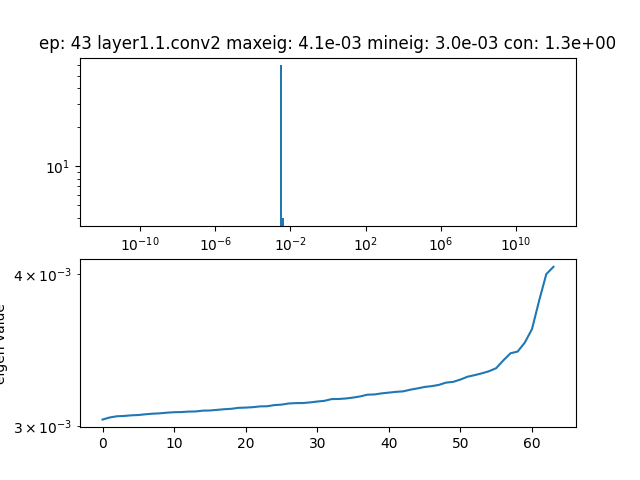 ep: 43 layer1.1.conv2 maxeig: 4.1e-03 mineig: 3.0e-03 con: 1.3e+00
10¹
10⁻¹⁰ 10⁻⁶ 10⁻² 10² 10⁶ 10¹⁰
4 × 10⁻³
eigen value
3 × 10⁻³
0 10 20 30 40 50 60